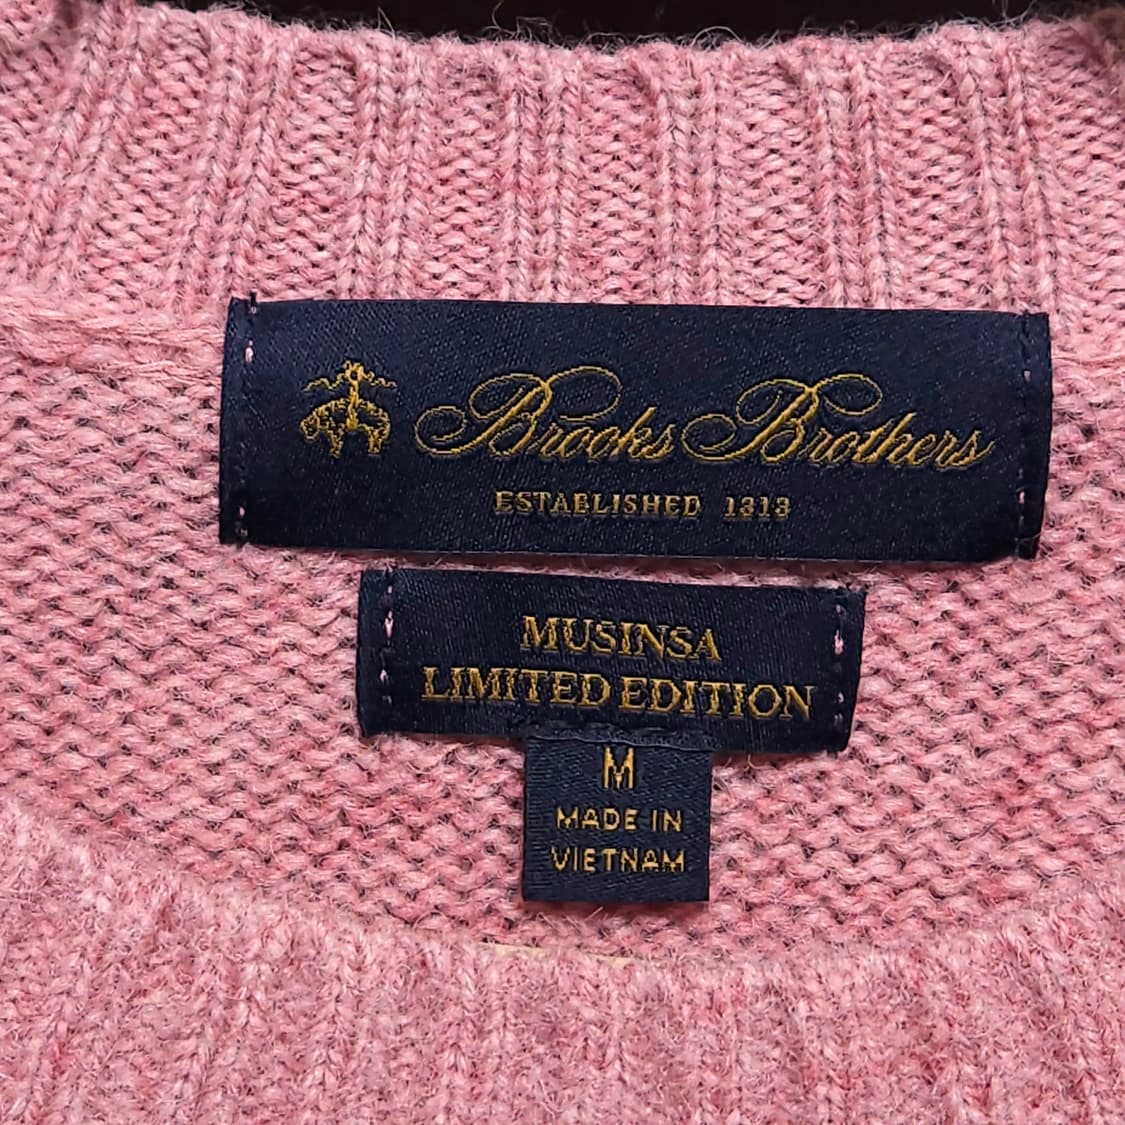 Brooks Brothers
ESTABLISHED 1818
MUSINSA
LIMITED EDITION
M
MADE IN
VIETNAM